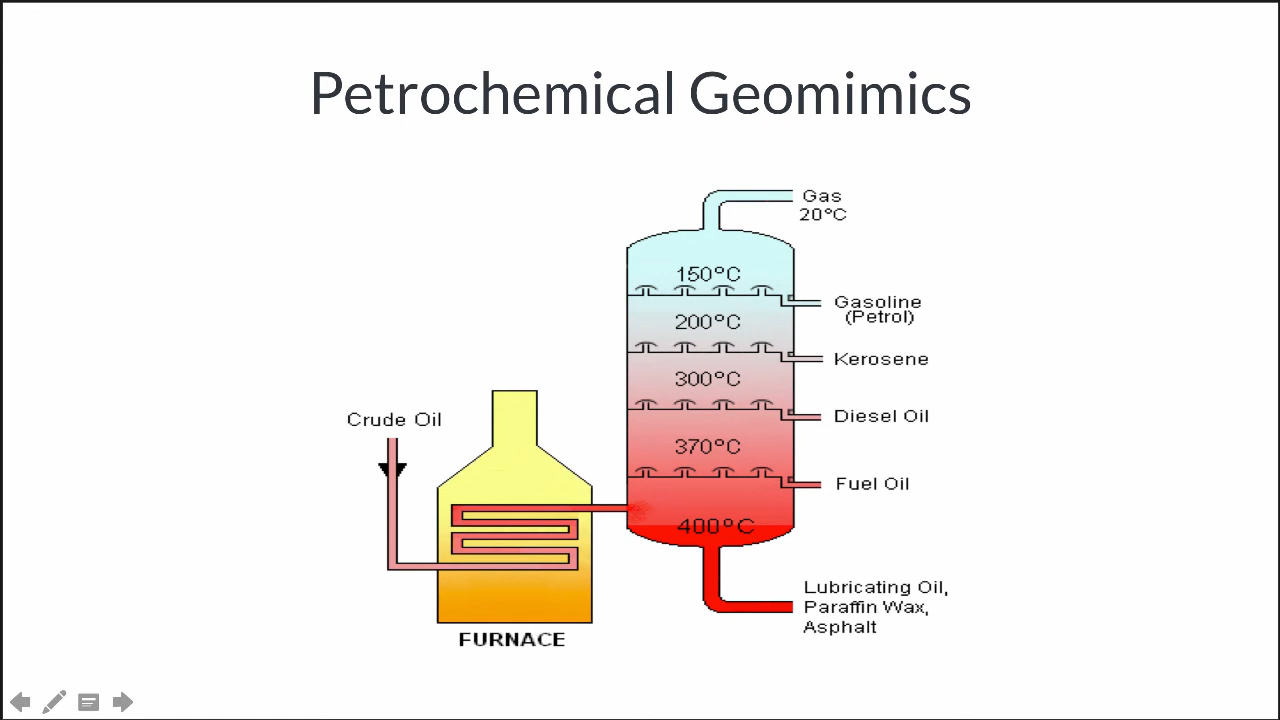 Petrochemical Geomimics
Gas
20°C
150°C
Gasoline
(Petrol)
200°C
Kerosene
300°C
Diesel Oil
Crude Oil
370°C
Fuel Oil
400°C
Lubricating Oil,
Paraffin Wax,
Asphalt
FURNACE